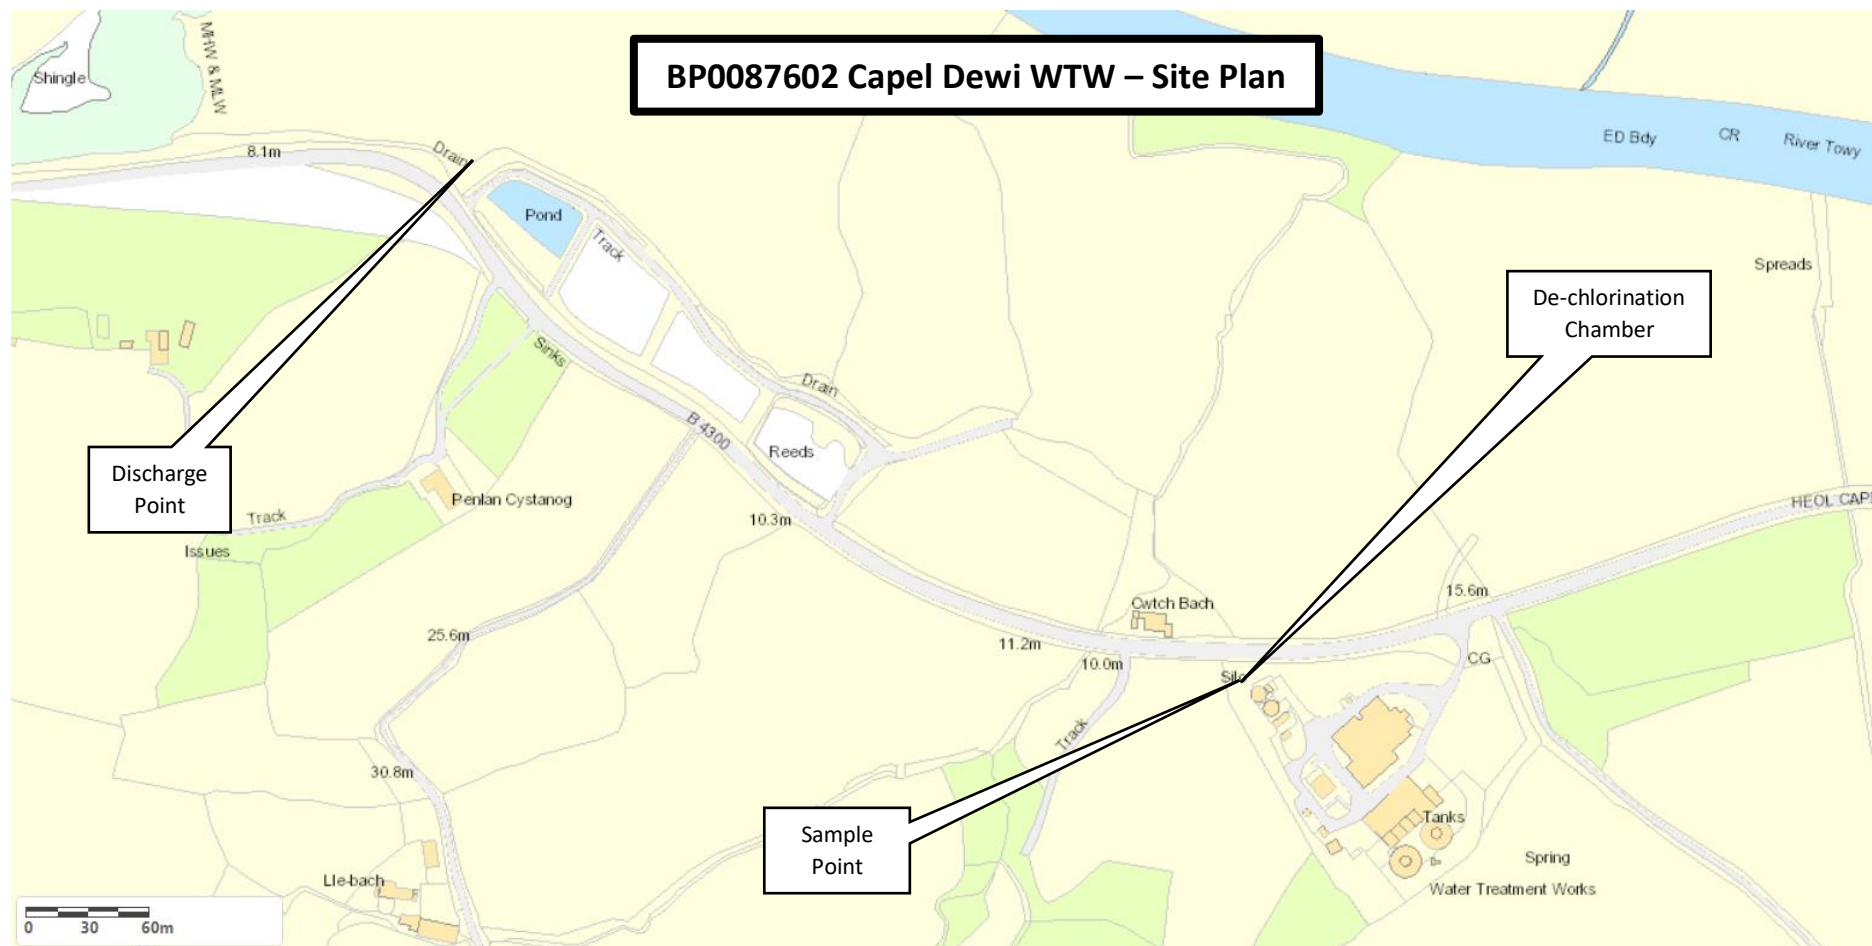 BP0087602 Capel Dewi WTW – Site Plan
MHW & MLW
Shingle
8.1m
Drain
ED Bdy
CR
River Towy
Pond
Track
Spreads
De-chlorination
Chamber
Sinks
Drain
B 4300
Reeds
Discharge
Point
Penlan Cystanog
Track
Issues
10.3m
HEOL CAP
15.6m
Cwtch Bach
25.6m
11.2m
10.0m
CG
Track
30.8m
Sample
Point
Tanks
Spring
Water Treatment Works
Lle-bach
0 30 60m